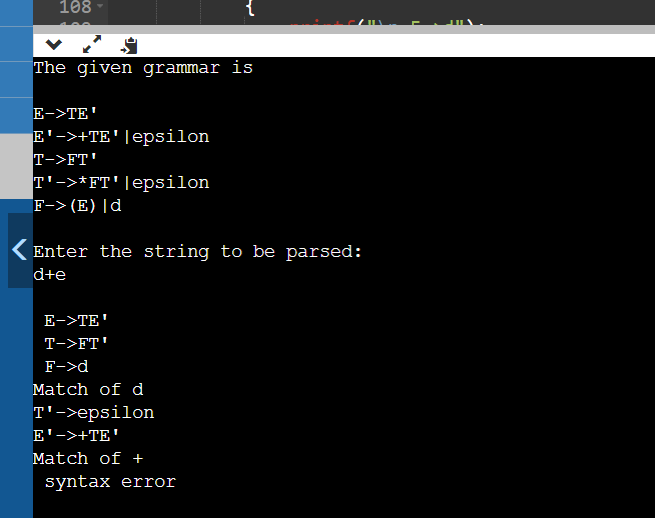 108
{
The given grammar is
E->TE'
E'->+TE'|epsilon
T->FT'
T'->*FT'|epsilon
F->(E)|d
Enter the string to be parsed:
d+e
E->TE'
T->FT'
F->d
Match of d
T'->epsilon
E'->+TE'
Match of +
syntax error